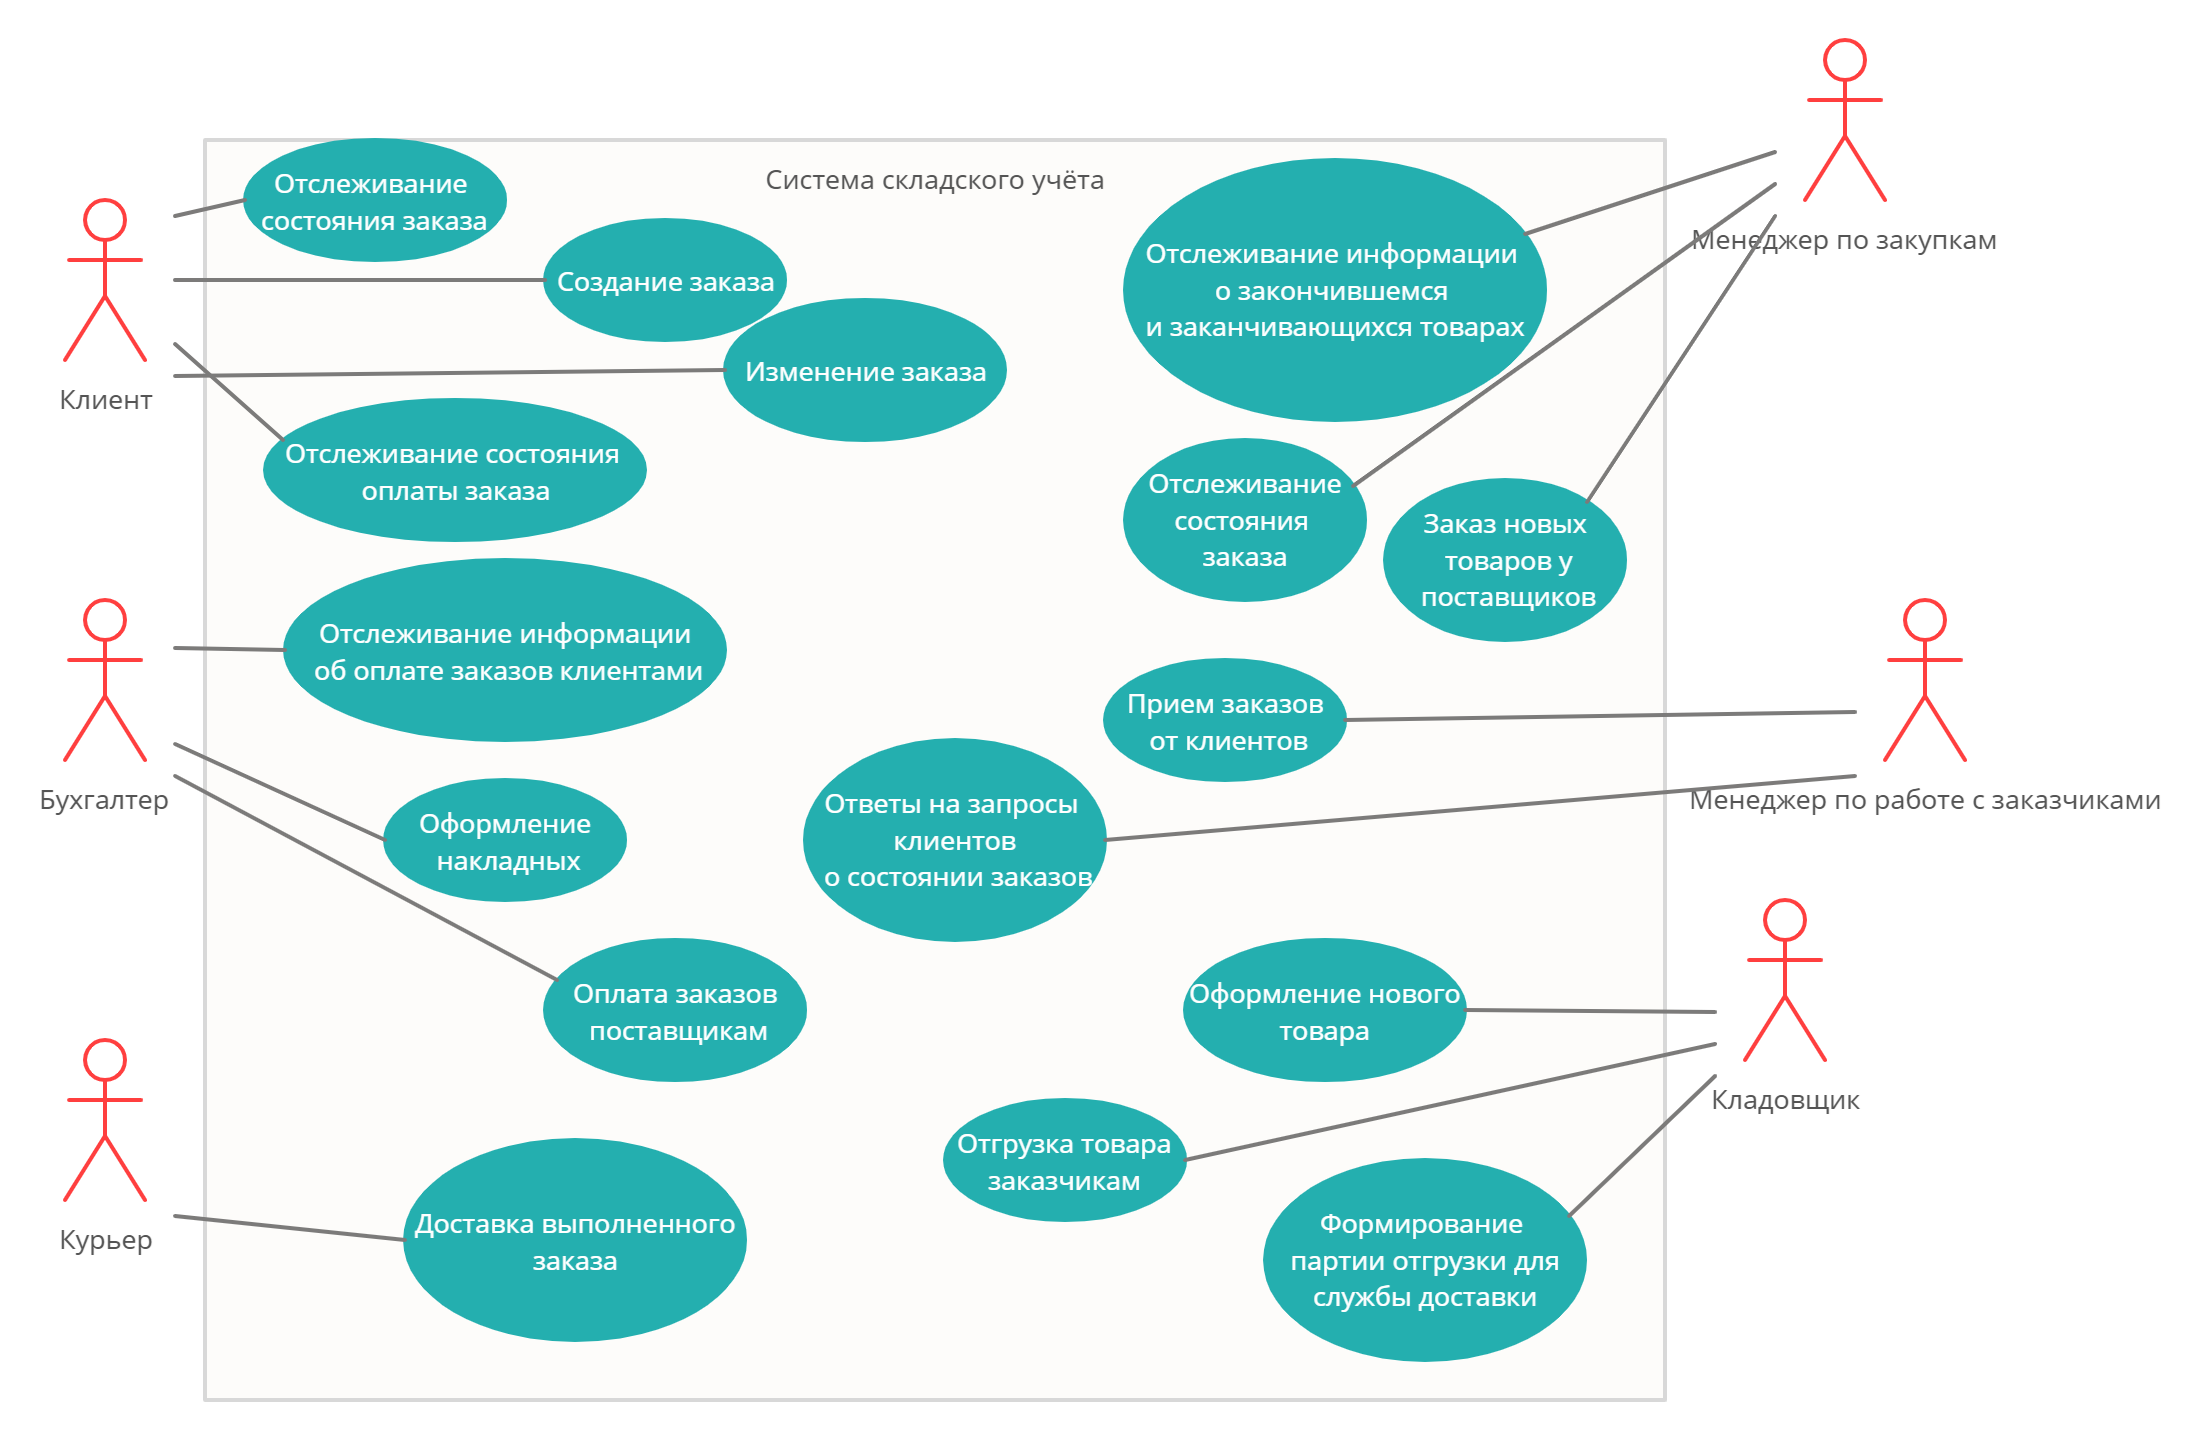 Система складского учёта
Отслеживание
состояния заказа
Создание заказа
Изменение заказа
Отслеживание состояния
оплаты заказа
Клиент
Отслеживание информации
о закончившемся
и заканчивающихся товарах
Менеджер по закупкам
Отслеживание
состояния
заказа
Заказ новых
товаров у
поставщиков
Отслеживание информации
об оплате заказов клиентами
Бухгалтер
Оформление
накладных
Оплата заказов
поставщикам
Прием заказов
от клиентов
Ответы на запросы
клиентов
о состоянии заказов
Менеджер по работе с заказчиками
Оформление нового
товара
Кладовщик
Отгрузка товара
заказчикам
Формирование
партии отгрузки для
службы доставки
Доставка выполненного
заказа
Курьер